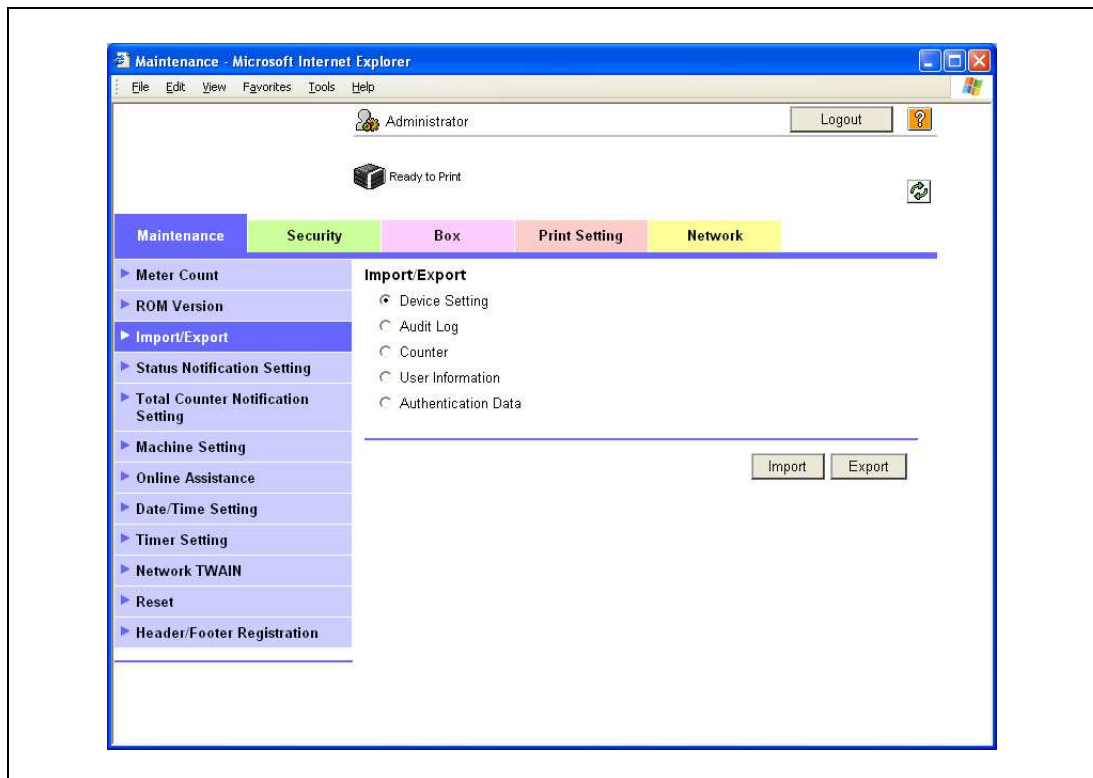 Maintenance - Microsoft Internet Explorer
File Edit View Favorites Tools Help
Administrator
Logout
?
Ready to Print
Maintenance
Security
Box
Print Setting
Network
Meter Count
ROM Version
Import/Export
Status Notification Setting
Total Counter Notification
Setting
Machine Setting
Online Assistance
Date/Time Setting
Timer Setting
Network TWAIN
Reset
Header/Footer Registration
Import/Export
Device Setting
Audit Log
Counter
User Information
Authentication Data
Import
Export